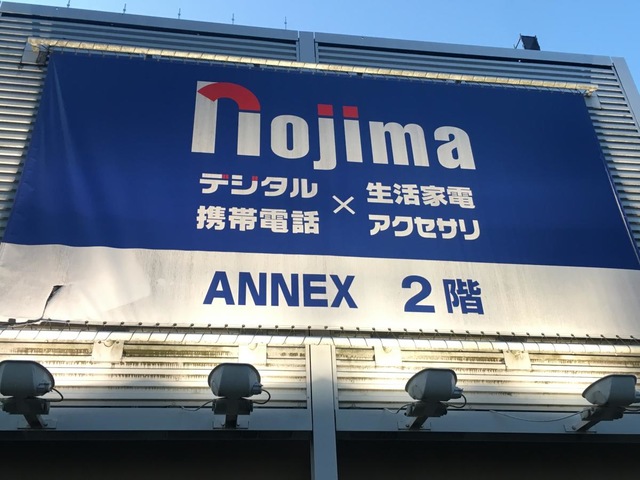 nojima
デジタル × 生活家電
携帯電話 アクセサリ
ANNEX 2階